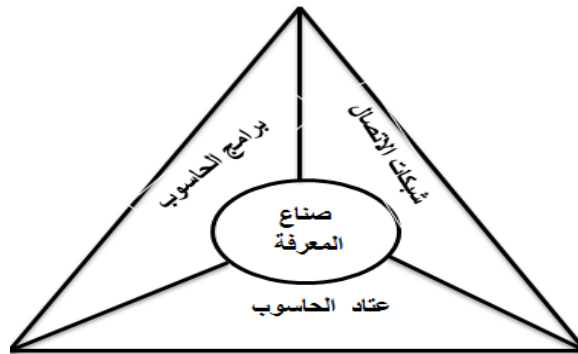 شبكات الاتصال
برامج الحاسوب
صناع
المعرفة
عتاد الحاسوب